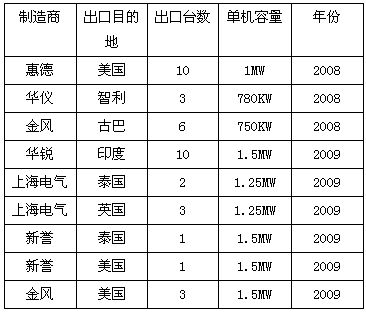 制造商 出口目的地 出口台数 单机容量 年份
惠德 美国 10 1MW 2008
华仪 智利 3 780KW 2008
金风 古巴 6 750KW 2008
华锐 印度 10 1.5MW 2009
上海电气 泰国 2 1.25MW 2009
上海电气 英国 3 1.25MW 2009
新誉 泰国 1 1.5MW 2009
新誉 美国 1 1.5MW 2009
金风 美国 3 1.5MW 2009